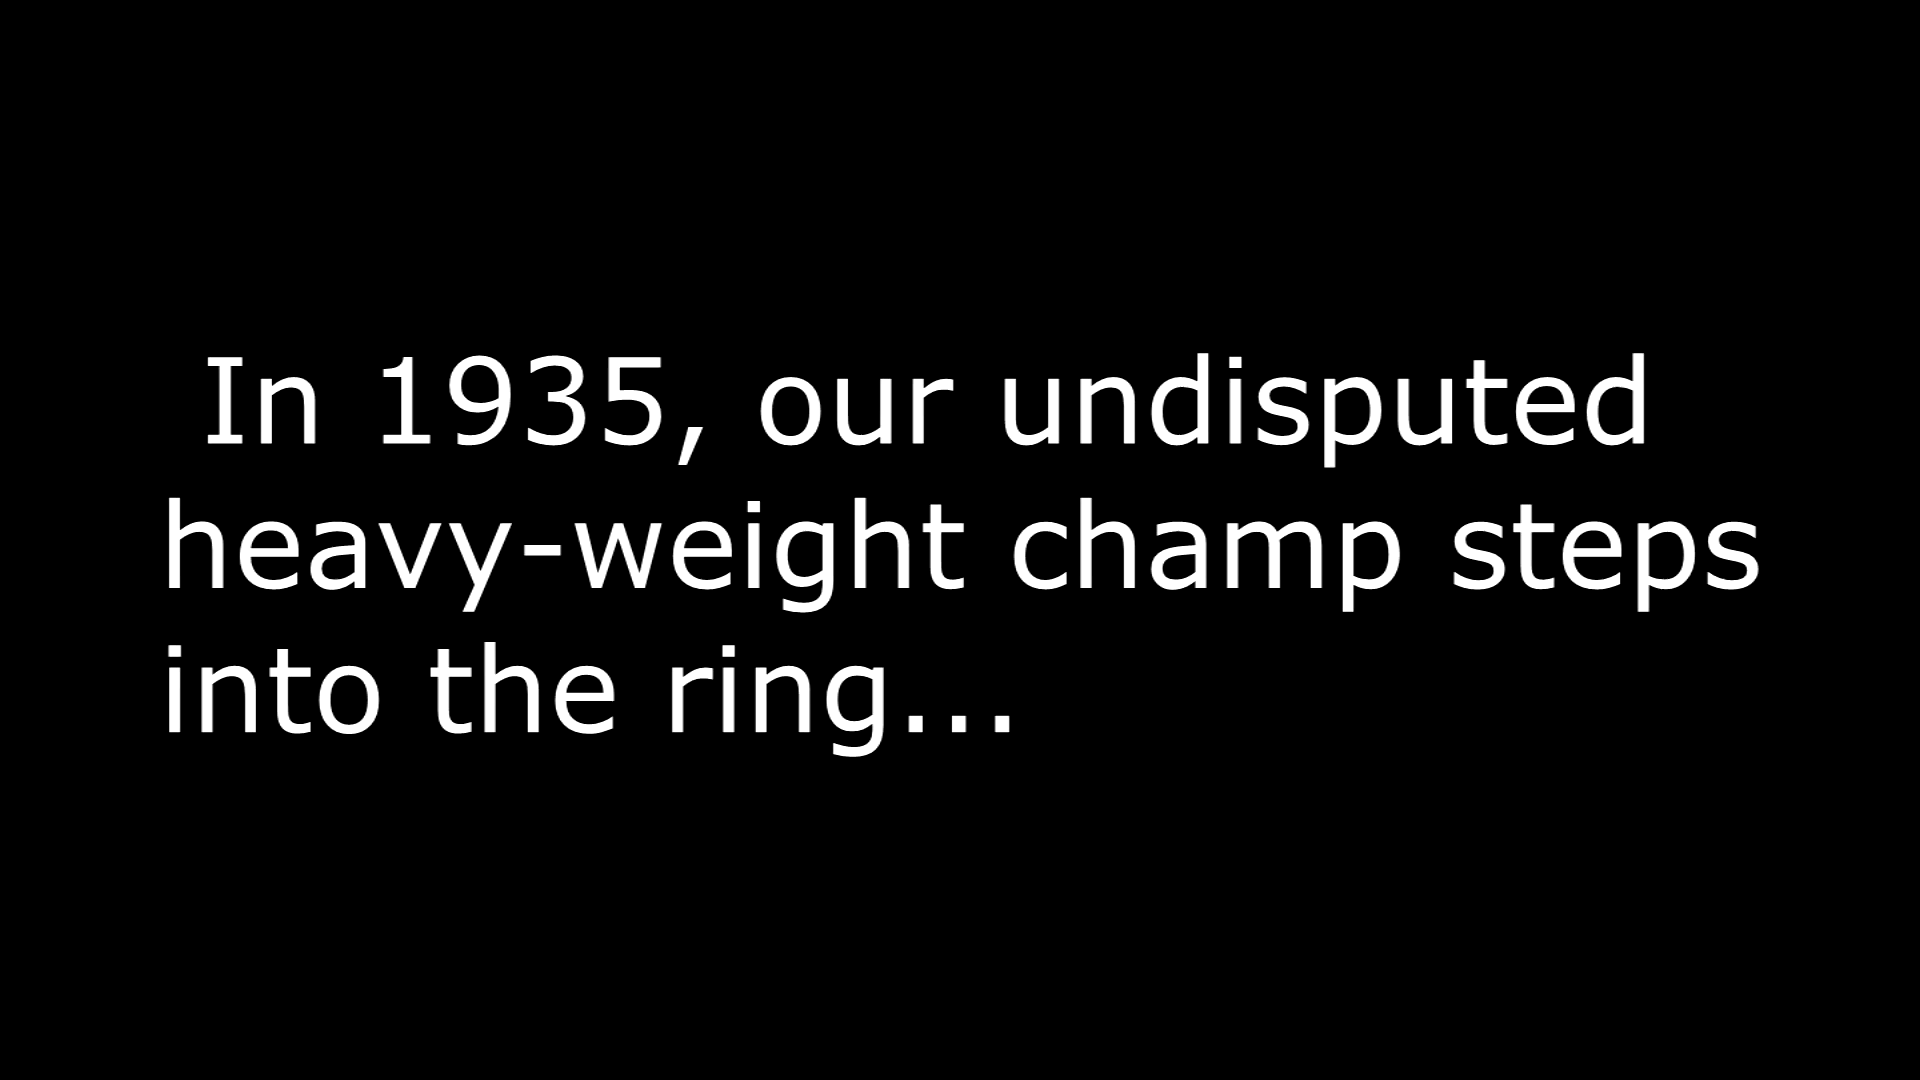 In 1935, our undisputed
heavy-weight champ steps
into the ring...